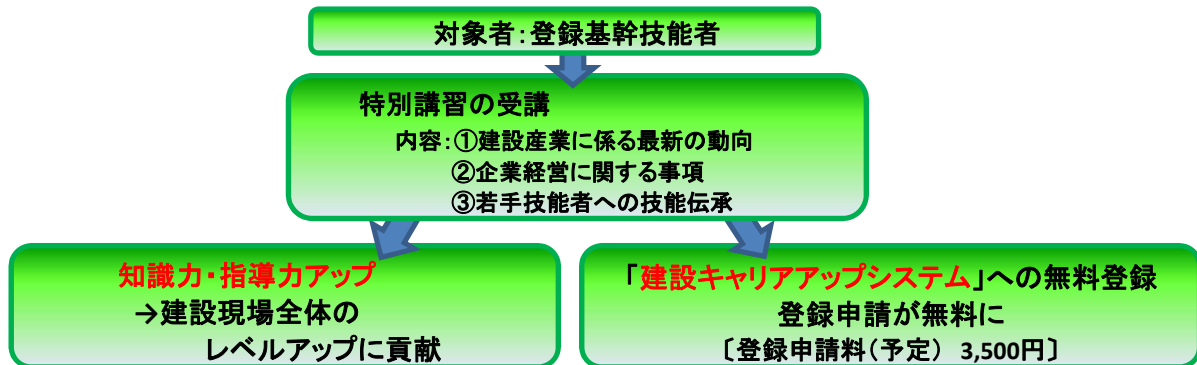 対象者：登録基幹技能者
特別講習の受講
内容：①建設産業に係る最新の動向
②企業経営に関する事項
③若手技能者への技能伝承
知識力・指導力アップ
→建設現場全体の
レベルアップに貢献
「建設キャリアアップシステム」への無料登録
登録申請が無料に
〔登録申請料（予定） 3,500円〕